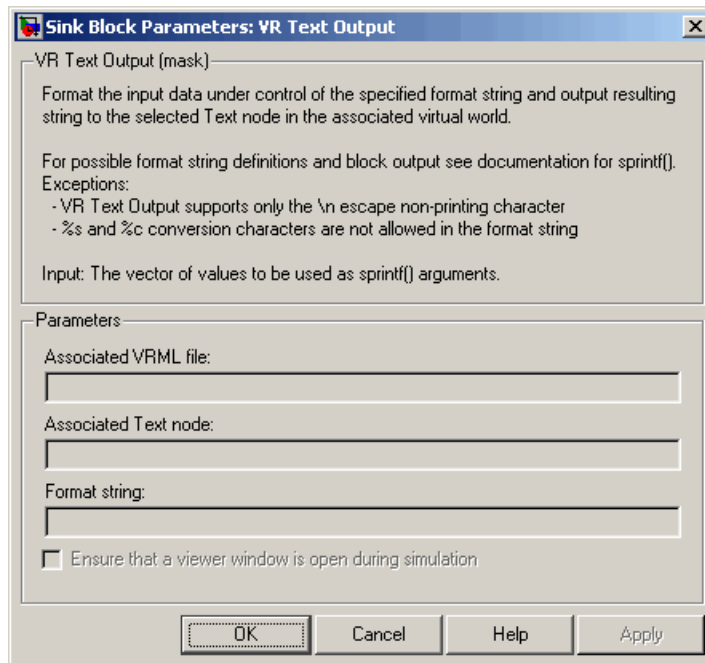 Sink Block Parameters: VR Text Output
VR Text Output (mask)
Format the input data under control of the specified format string and output resulting
string to the selected Text node in the associated virtual world.
For possible format string definitions and block output see documentation for sprintf().
Exceptions:
- VR Text Output supports only the \n escape non-printing character
- %s and %c conversion characters are not allowed in the format string
Input: The vector of values to be used as sprintf() arguments.
Parameters
Associated VRML file:
Associated Text node:
Format string:
Ensure that a viewer window is open during simulation
OK Cancel Help Apply